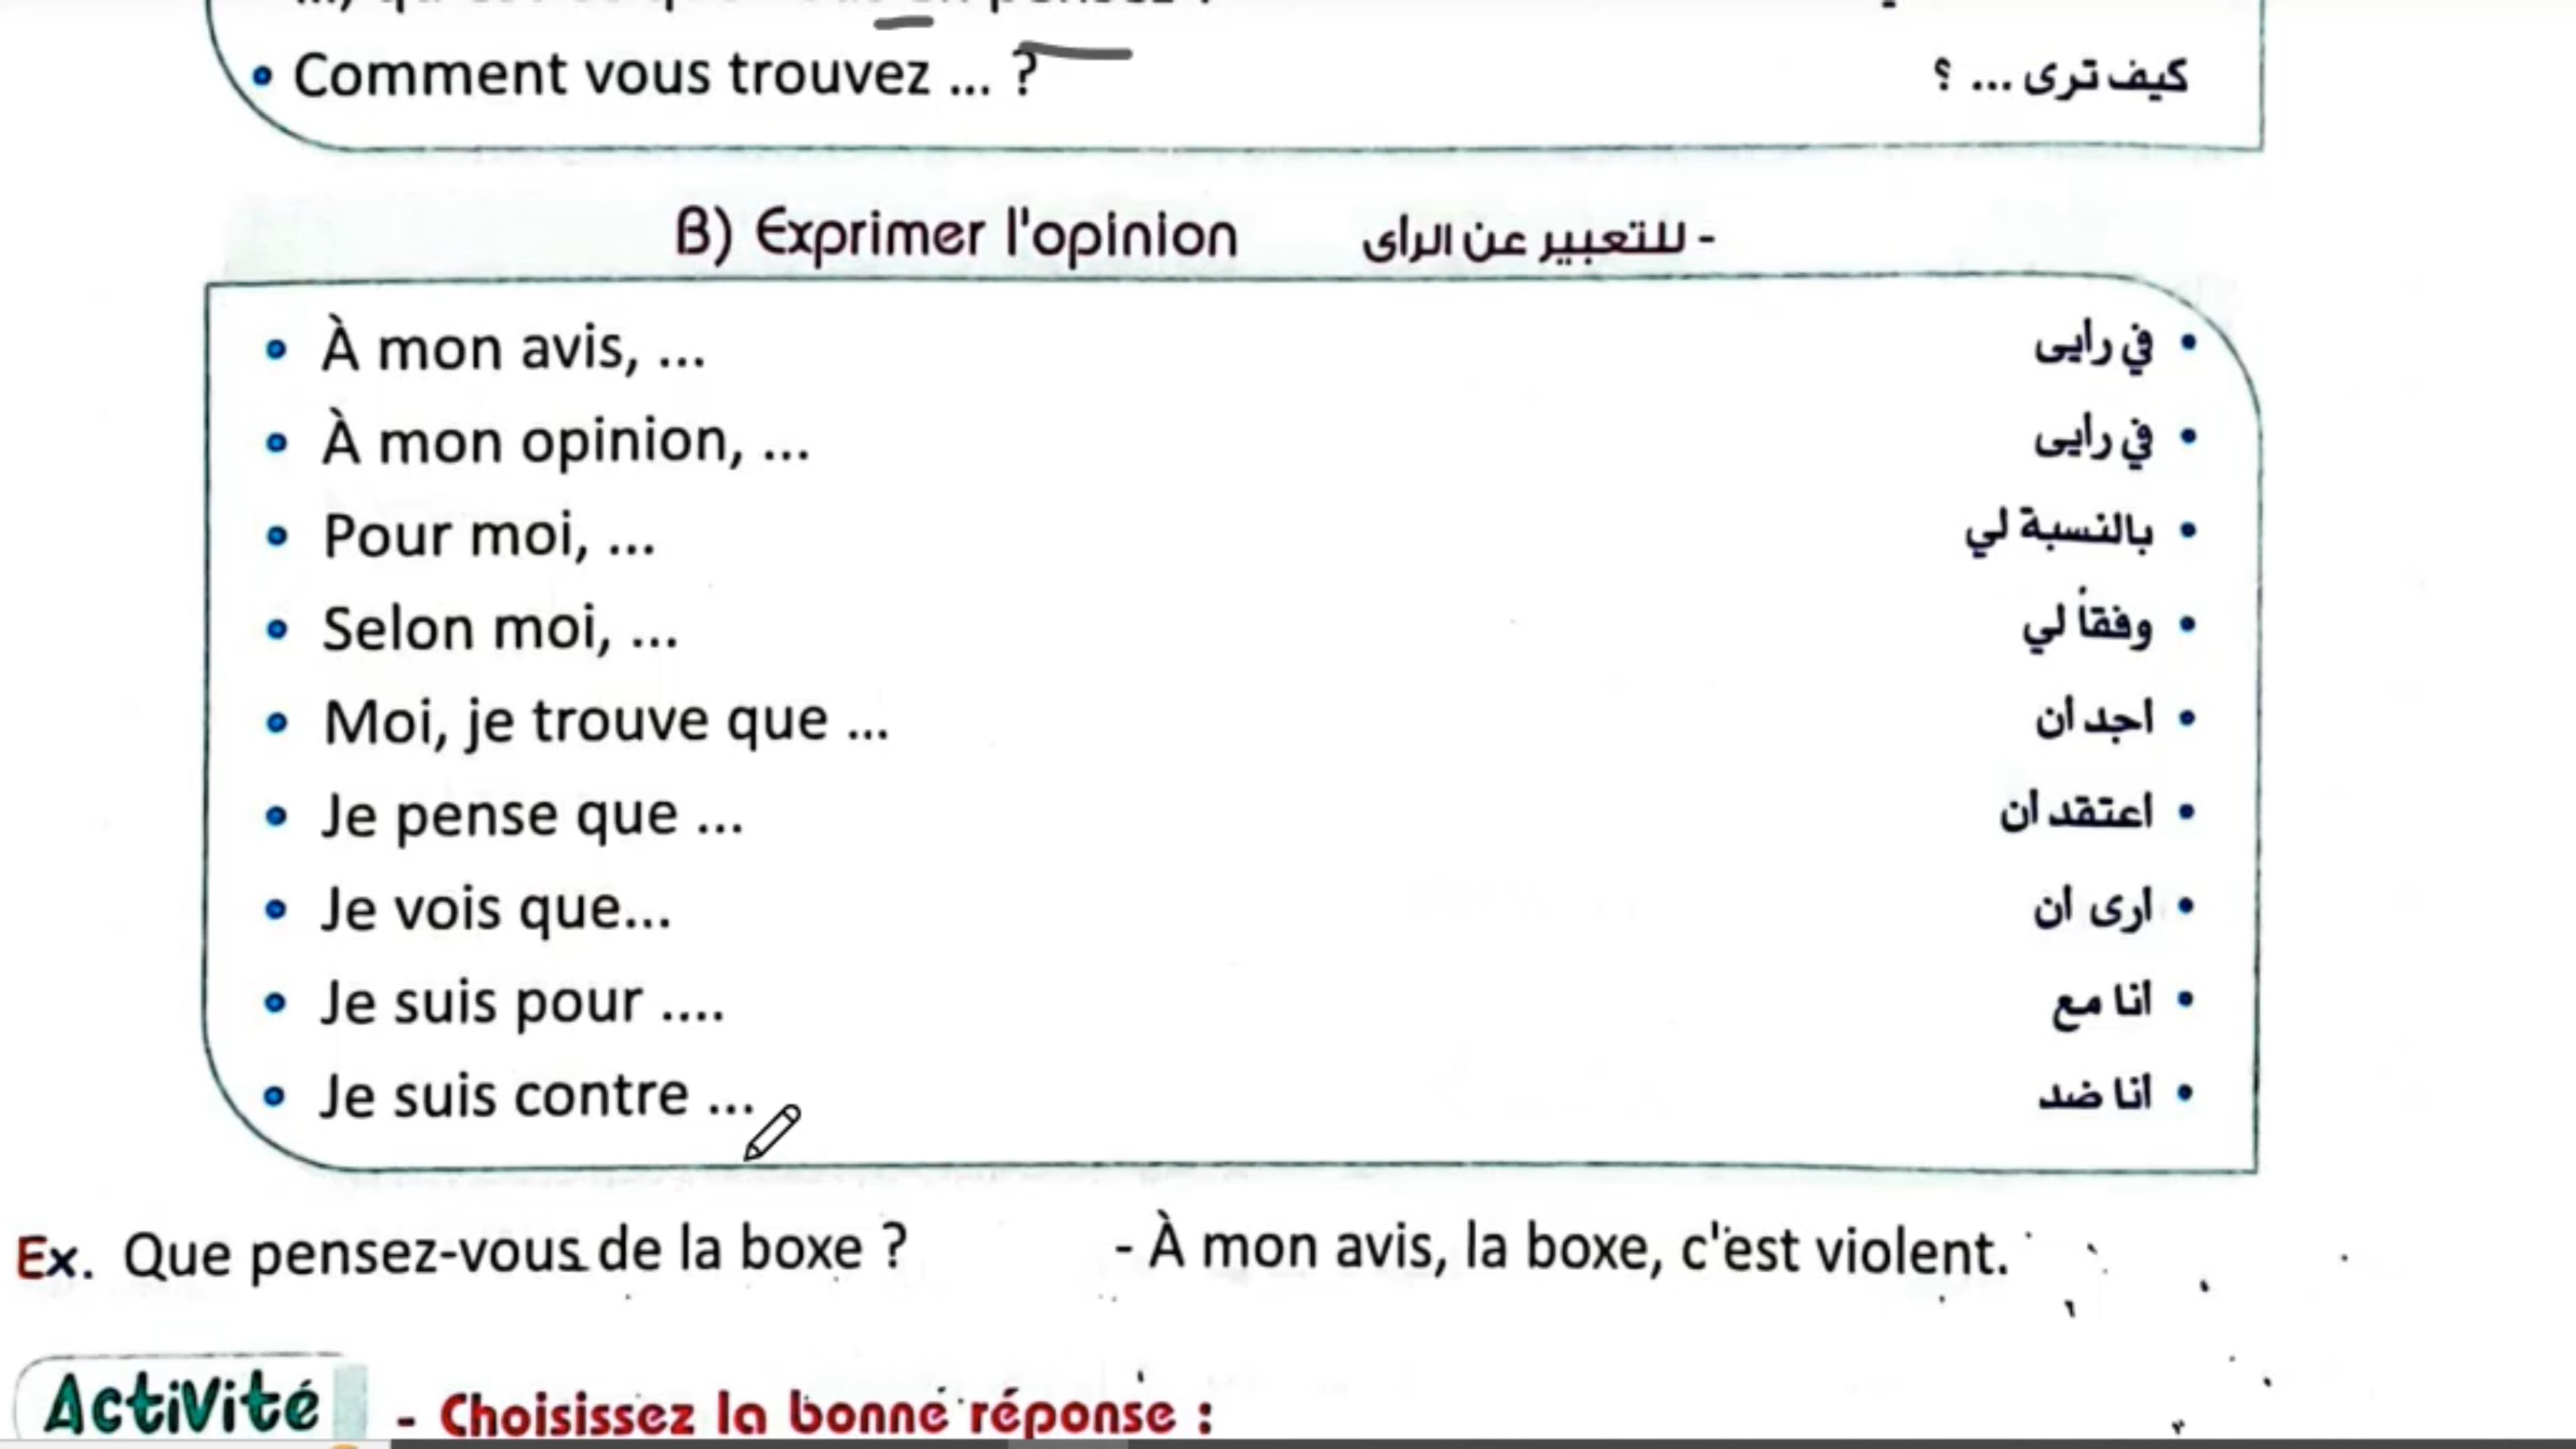 • Comment vous trouvez ... ? كيف ترى ... ؟
B) Exprimer l'opinion - للتعبير عن الراى
• À mon avis, ... • في رايى
• À mon opinion, ... • في رايى
• Pour moi, ... • بالنسبة لي
• Selon moi, ... • وفقاً لي
• Moi, je trouve que ... • اجد ان
• Je pense que ... • اعتقد ان
• Je vois que... • ارى ان
• Je suis pour .... • انا مع
• Je suis contre ... • انا ضد
Ex. Que pensez-vous de la boxe ? - À mon avis, la boxe, c'est violent.
Activité - Choisissez la bonne réponse :